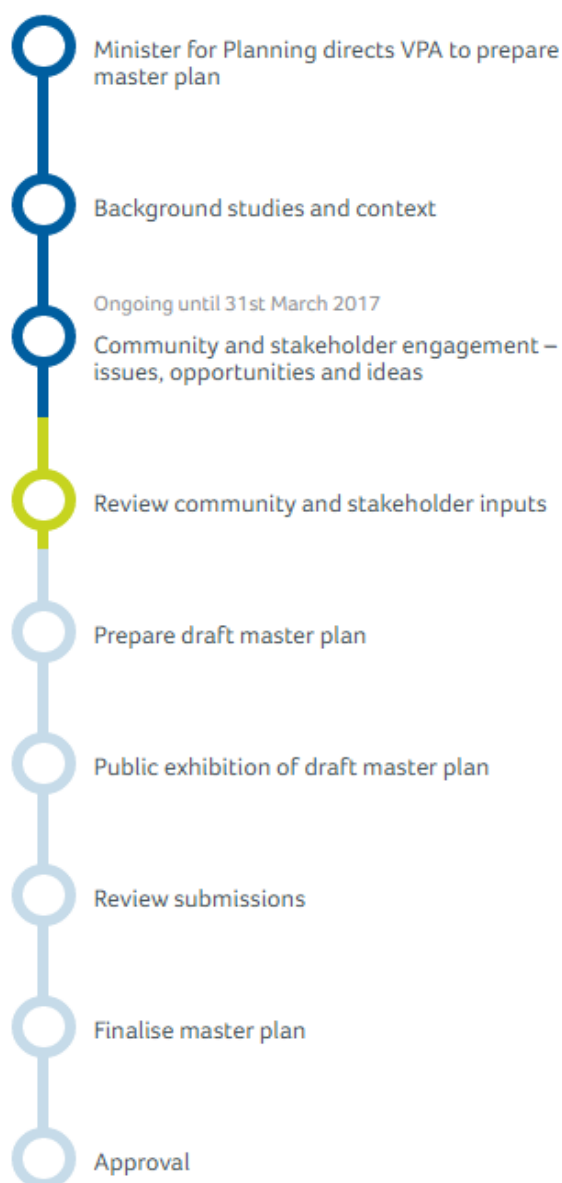 Minister for Planning directs VPA to prepare
master plan
Background studies and context
Ongoing until 31st March 2017
Community and stakeholder engagement –
issues, opportunities and ideas
Review community and stakeholder inputs
Prepare draft master plan
Public exhibition of draft master plan
Review submissions
Finalise master plan
Approval